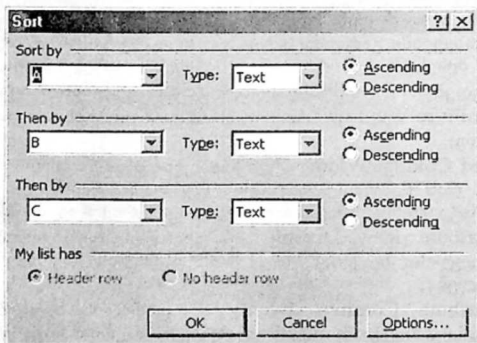 Sort
Sort by
A Type: Text Ascending
Descending
Then by
B Type: Text Ascending
Descending
Then by
C Type: Text Ascending
Descending
My list has
Header row No header row
OK Cancel Options...